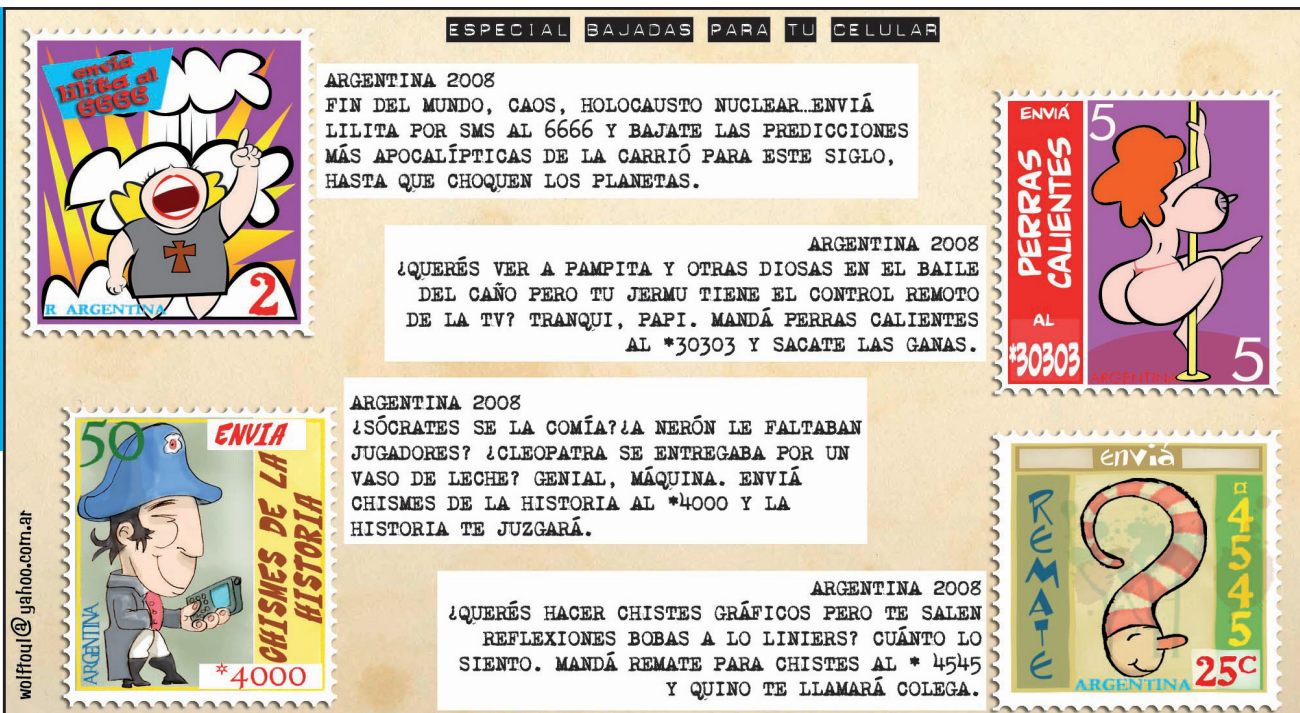 ESPECIAL BAJADAS PARA TU CELULAR
enviá
lilita al
6666
R ARGENTINA
2
ARGENTINA 2008
FIN DEL MUNDO, CAOS, HOLOCAUSTO NUCLEAR...ENVIÁ
LILITA POR SMS AL 6666 Y BAJATE LAS PREDICCIONES
MÁS APOCALÍPTICAS DE LA CARRIÓ PARA ESTE SIGLO,
HASTA QUE CHOQUEN LOS PLANETAS.
ARGENTINA 2008
¿QUERÉS VER A PAMPITA Y OTRAS DIOSAS EN EL BAILE
DEL CAÑO PERO TU JERMU TIENE EL CONTROL REMOTO
DE LA TV? TRANQUI, PAPI. MANDÁ PERRAS CALIENTES
AL *30303 Y SACATE LAS GANAS.
ENVIÁ
PERRAS
CALIENTES
AL
*30303
5
5
ARGENTINA
50
ENVIA
CHISMES DE LA
HISTORIA
ARGENTINA
*4000
ARGENTINA 2008
¿SÓCRATES SE LA COMÍA?¿A NERÓN LE FALTABAN
JUGADORES? ¿CLEOPATRA SE ENTREGABA POR UN
VASO DE LECHE? GENIAL, MÁQUINA. ENVIÁ
CHISMES DE LA HISTORIA AL *4000 Y LA
HISTORIA TE JUZGARÁ.
ARGENTINA 2008
¿QUERÉS HACER CHISTES GRÁFICOS PERO TE SALEN
REFLEXIONES BOBAS A LO LINIERS? CUÁNTO LO
SIENTO. MANDÁ REMATE PARA CHISTES AL * 4545
Y QUINO TE LLAMARÁ COLEGA.
enviá
REMATE
¤4545
ARGENTINA
25C
wolffoul@yahoo.com.ar